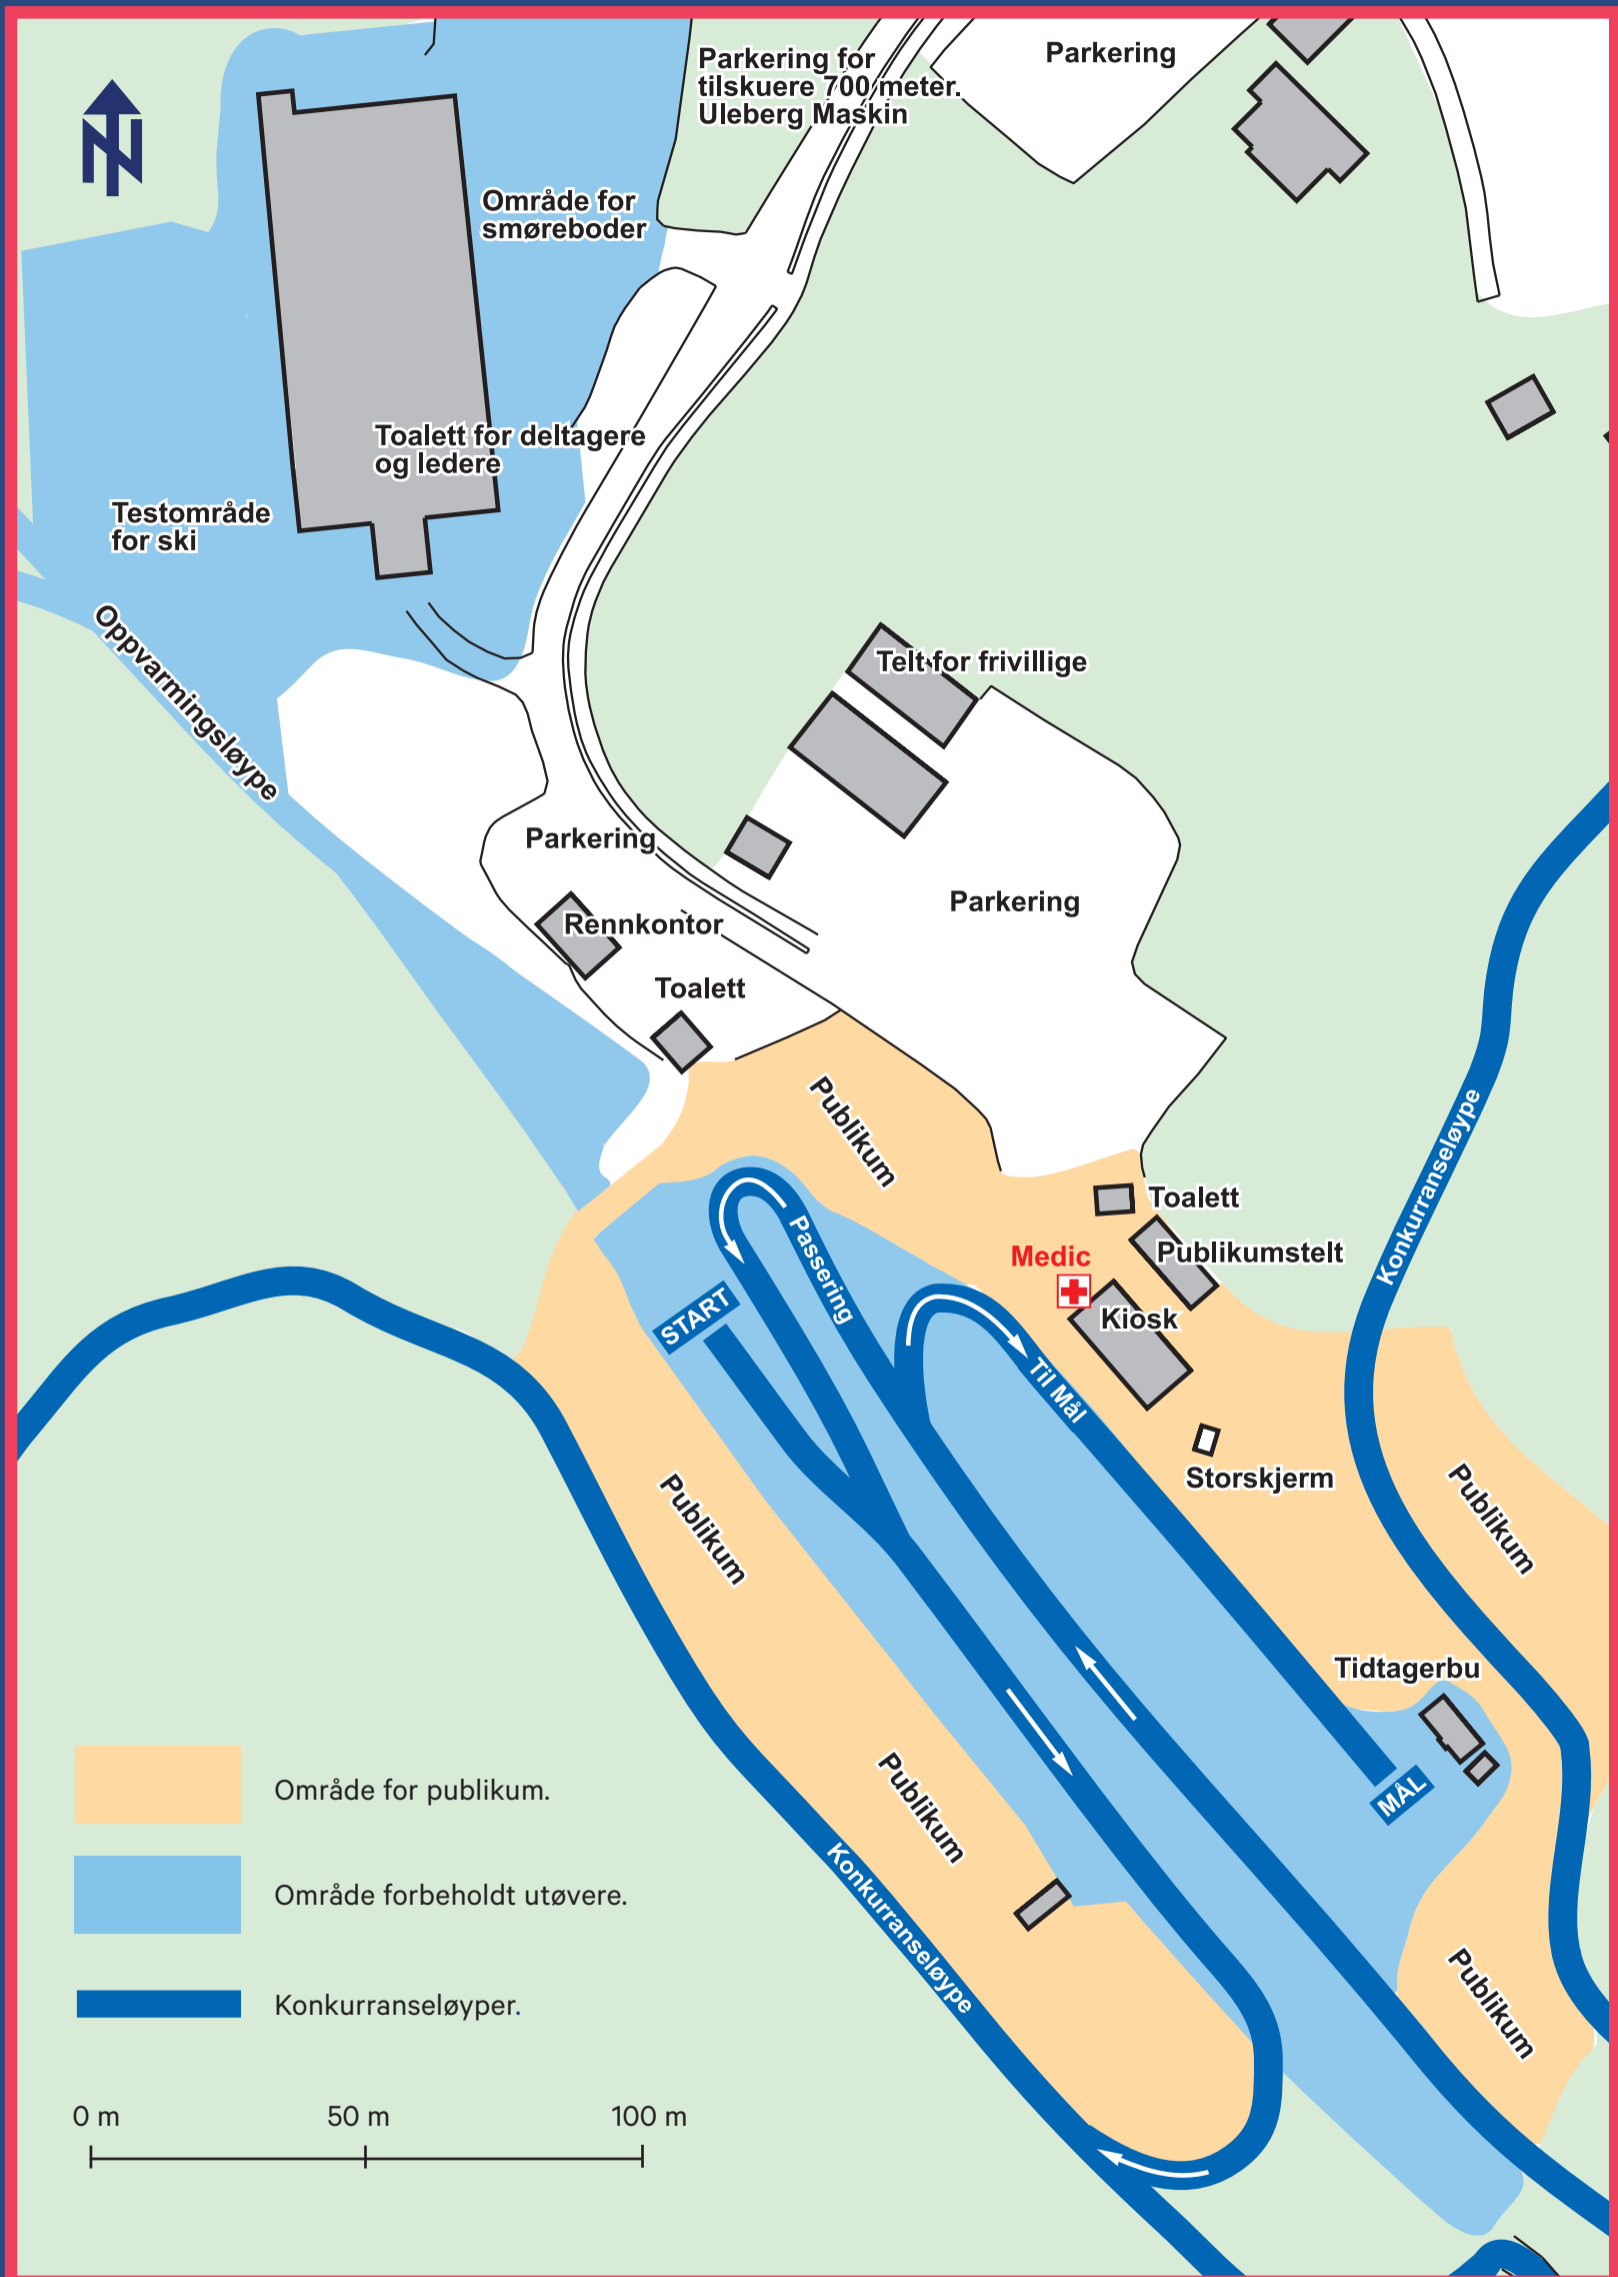 Parkering for
tilskuere 700 meter.
Uleberg Maskin
Parkering
N
Område for
smøreboder
Toalett for deltagere
og ledere
Testområde
for ski
Oppvarmingsløype
Telt for frivillige
Parkering
Parkering
Rennkontor
Toalett
Publikum
Konkurranseløype
Toalett
Publikumstelt
Medic
Kiosk
Passering
START
Til Mål
Storskjerm
Publikum
Publikum
Tidtagerbu
MÅL
Publikum
Konkurranseløype
Publikum
Område for publikum.
Område forbeholdt utøvere.
Konkurranseløyper.
0 m 50 m 100 m